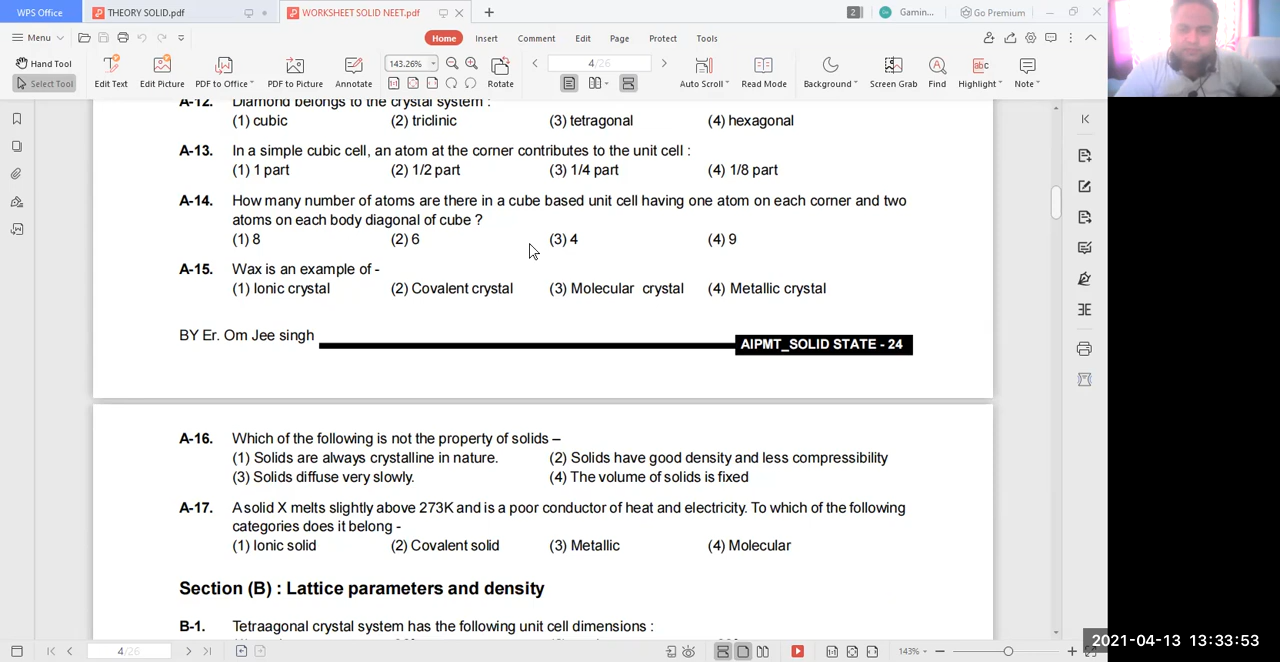 WPS Office THEORY SOLID.pdf WORKSHEET SOLID NEET.pdf 2 Gamin... Go Premium
Menu Home Insert Comment Edit Page Protect Tools
Hand Tool 143.26% 4/26
Select Tool Edit Text Edit Picture PDF to Office PDF to Picture Annotate Rotate Auto Scroll Read Mode Background Screen Grab Find Highlight Note
A-12. Diamond belongs to the crystal system :
(1) cubic (2) triclinic (3) tetragonal (4) hexagonal
A-13. In a simple cubic cell, an atom at the corner contributes to the unit cell :
(1) 1 part (2) 1/2 part (3) 1/4 part (4) 1/8 part
A-14. How many number of atoms are there in a cube based unit cell having one atom on each corner and two
atoms on each body diagonal of cube ?
(1) 8 (2) 6 (3) 4 (4) 9
A-15. Wax is an example of -
(1) Ionic crystal (2) Covalent crystal (3) Molecular crystal (4) Metallic crystal
BY Er. Om Jee singh
AIPMT_SOLID STATE - 24
A-16. Which of the following is not the property of solids –
(1) Solids are always crystalline in nature. (2) Solids have good density and less compressibility
(3) Solids diffuse very slowly. (4) The volume of solids is fixed
A-17. A solid X melts slightly above 273K and is a poor conductor of heat and electricity. To which of the following
categories does it belong -
(1) Ionic solid (2) Covalent solid (3) Metallic (4) Molecular
Section (B) : Lattice parameters and density
B-1. Tetraagonal crystal system has the following unit cell dimensions :
4/26 143%
2021-04-13 13:33:53